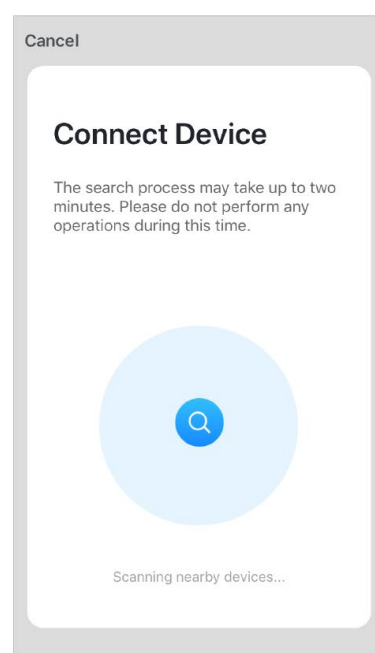 Cancel
Connect Device
The search process may take up to two
minutes. Please do not perform any
operations during this time.
Scanning nearby devices...